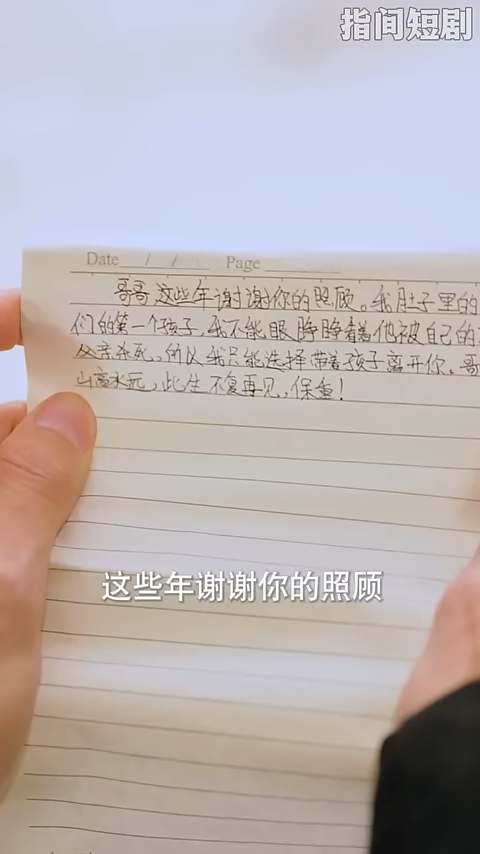 指间短剧
Date / / Page
哥哥,这些年谢谢你的照顾。我肚子里的
们的第一个孩子,我不能眼睁睁看着他被自己的
父亲杀死,所以我只能选择带着孩子离开你。哥
山高水远,此生不复再见,保重!
这些年谢谢你的照顾